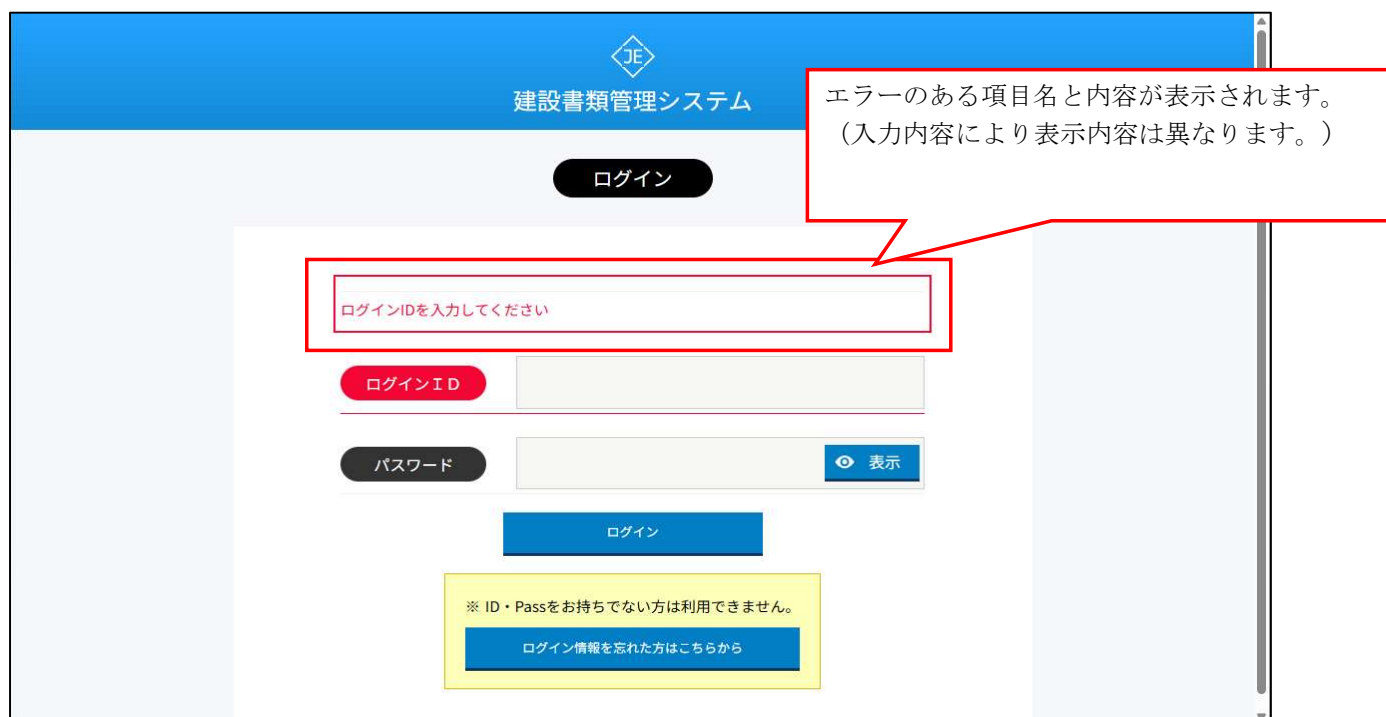 JE
建設書類管理システム
エラーのある項目名と内容が表示されます。
（入力内容により表示内容は異なります。）
ログイン
ログインIDを入力してください
ログインＩＤ
パスワード
表示
ログイン
※ ID・Passをお持ちでない方は利用できません。
ログイン情報を忘れた方はこちらから